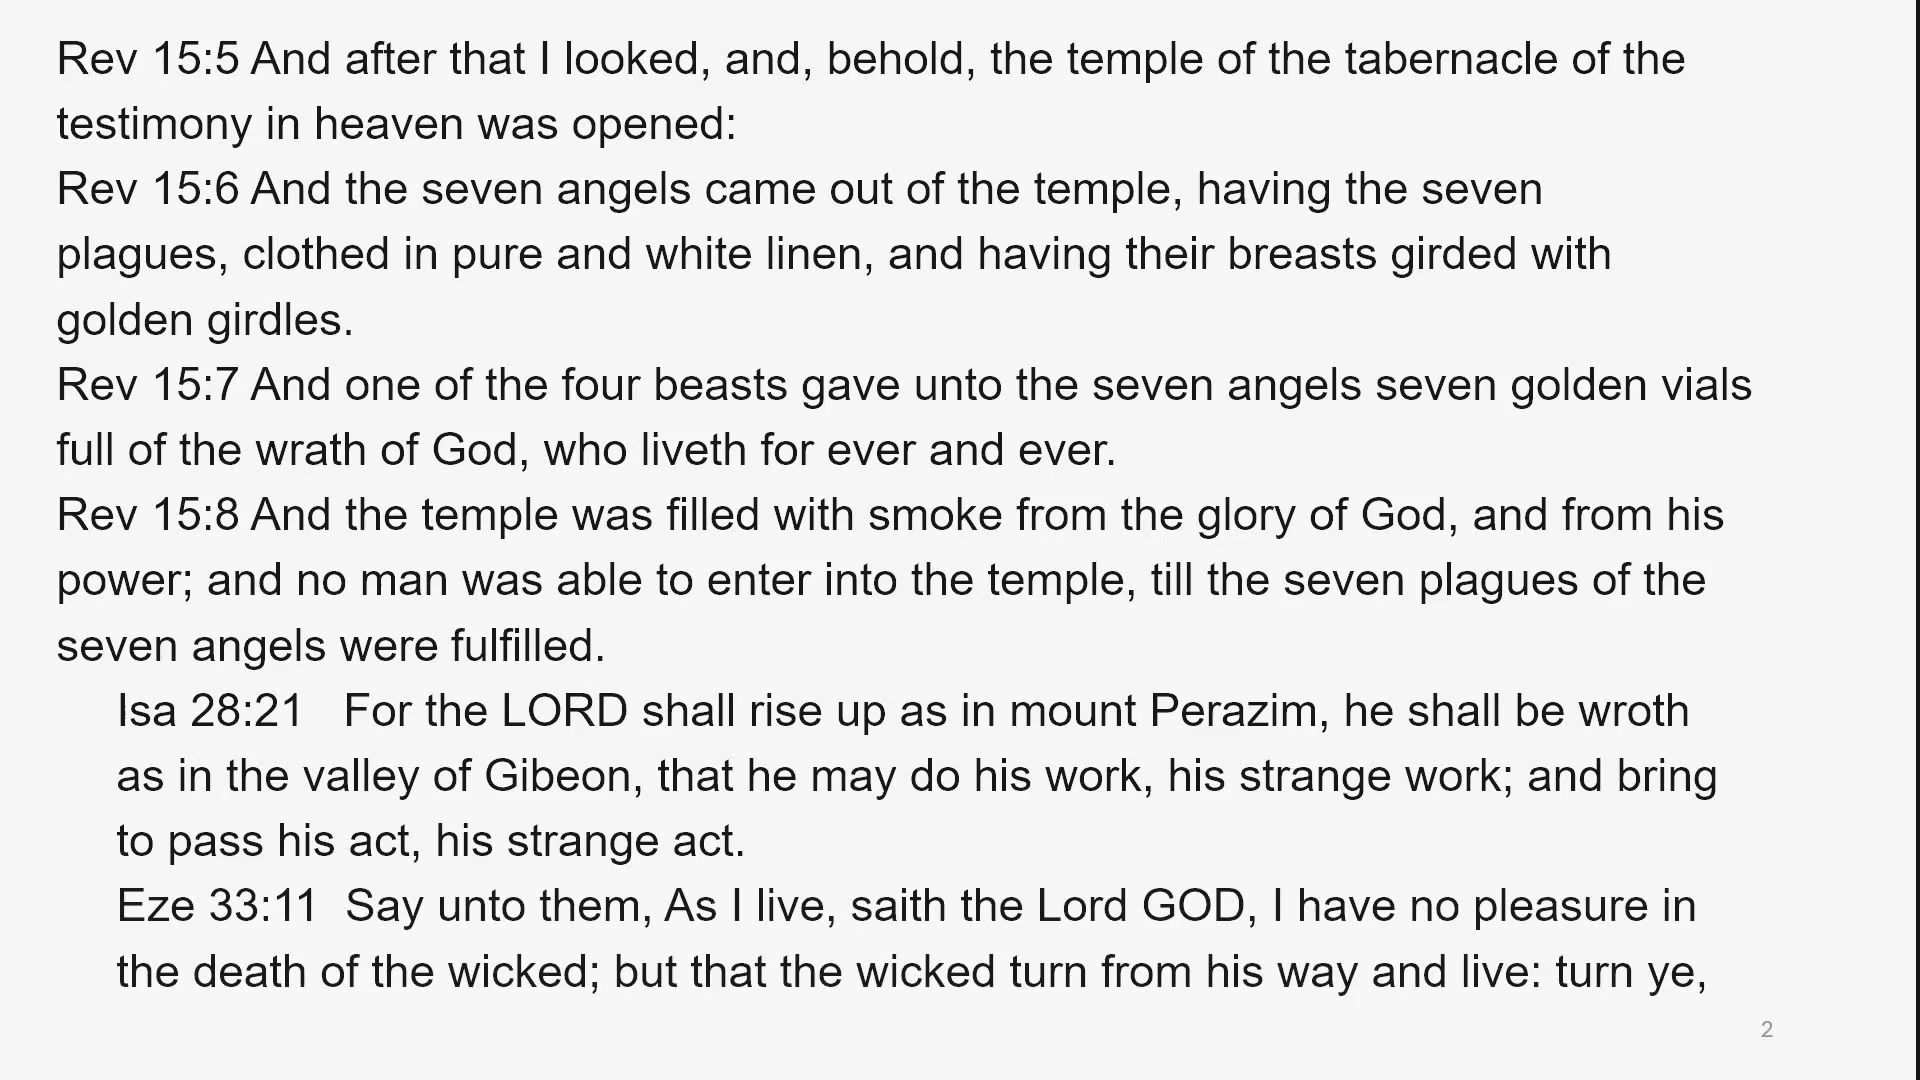 Rev 15:5 And after that I looked, and, behold, the temple of the tabernacle of the
testimony in heaven was opened:
Rev 15:6 And the seven angels came out of the temple, having the seven
plagues, clothed in pure and white linen, and having their breasts girded with
golden girdles.
Rev 15:7 And one of the four beasts gave unto the seven angels seven golden vials
full of the wrath of God, who liveth for ever and ever.
Rev 15:8 And the temple was filled with smoke from the glory of God, and from his
power; and no man was able to enter into the temple, till the seven plagues of the
seven angels were fulfilled.
Isa 28:21 For the LORD shall rise up as in mount Perazim, he shall be wroth
as in the valley of Gibeon, that he may do his work, his strange work; and bring
to pass his act, his strange act.
Eze 33:11 Say unto them, As I live, saith the Lord GOD, I have no pleasure in
the death of the wicked; but that the wicked turn from his way and live: turn ye,
2